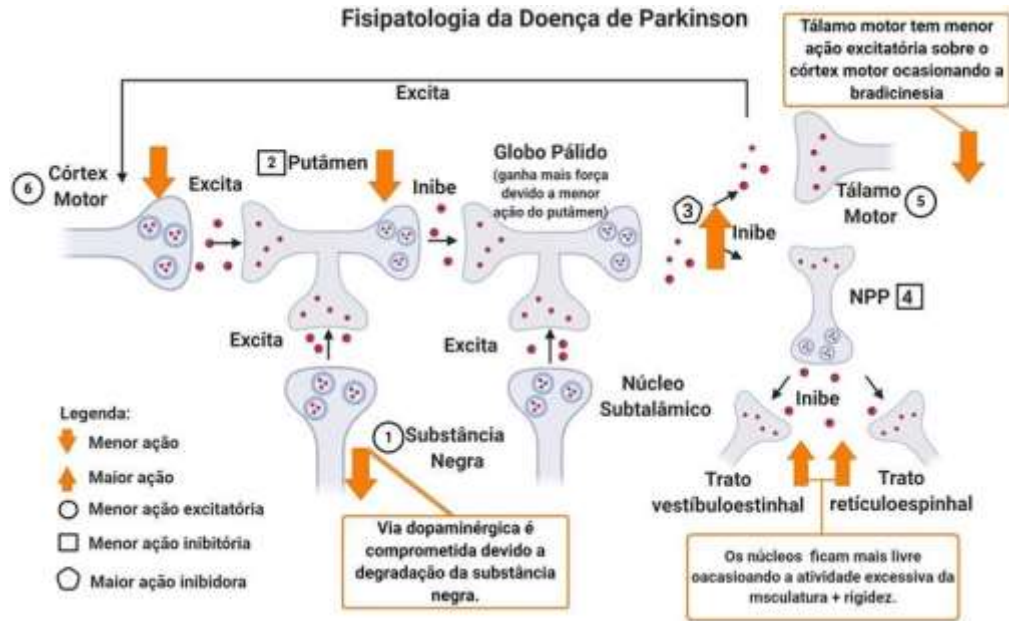 Fisipatologia da Doença de Parkinson
Tálamo motor tem menor
ação excitatória sobre o
córtex motor ocasionando a
bradicinesia
Excita
6 Córtex
Motor
Excita
2 Putâmen
Inibe
Globo Pálido
(ganha mais força
devido a menor
ação do putâmen)
3
Inibe
Tálamo
Motor 5
NPP 4
Excita
Excita
Núcleo
Subtalâmico
Inibe
1 Substância
Negra
Trato
vestíbuloestinhal
Trato
retículoespinhal
Legenda:
Menor ação
Maior ação
Menor ação excitatória
Menor ação inibitória
Maior ação inibidora
Via dopaminérgica é
comprometida devido a
degradação da substância
negra.
Os núcleos ficam mais livre
oacasioando a atividade excessiva da
msculatura + rigidez.